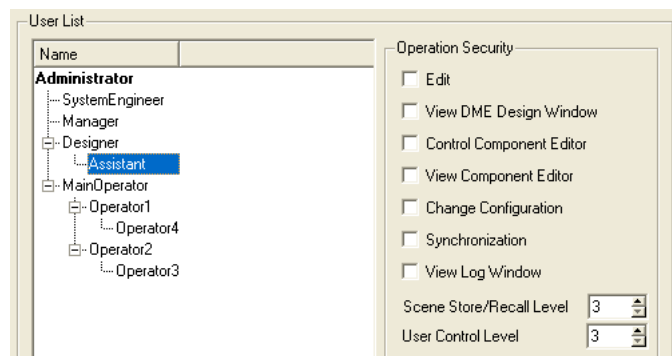 User List
Name
Administrator
SystemEngineer
Manager
Designer
Assistant
MainOperator
Operator1
Operator4
Operator2
Operator3
Operation Security
Edit
View DME Design Window
Control Component Editor
View Component Editor
Change Configuration
Synchronization
View Log Window
Scene Store/Recall Level 3
User Control Level 3